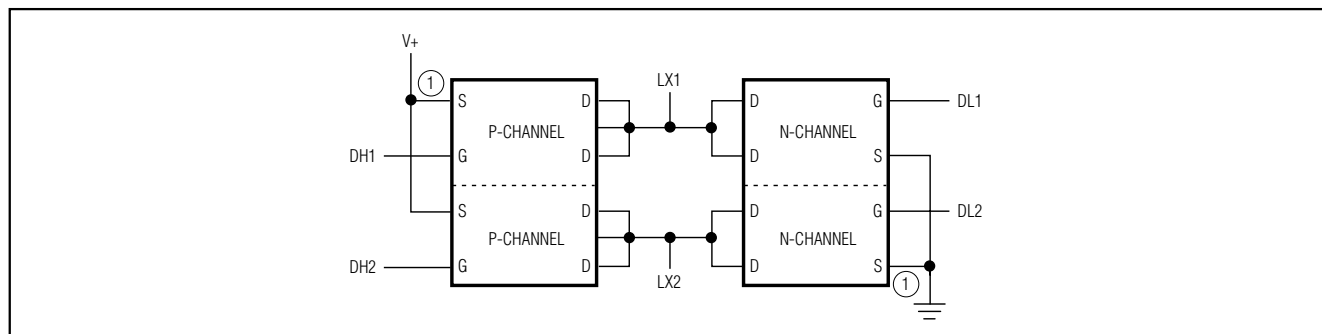 V+
① LX1
S D D G DL1
P-CHANNEL N-CHANNEL
DH1 G D D S
S D D G DL2
P-CHANNEL N-CHANNEL
DH2 G D D S
LX2 ①